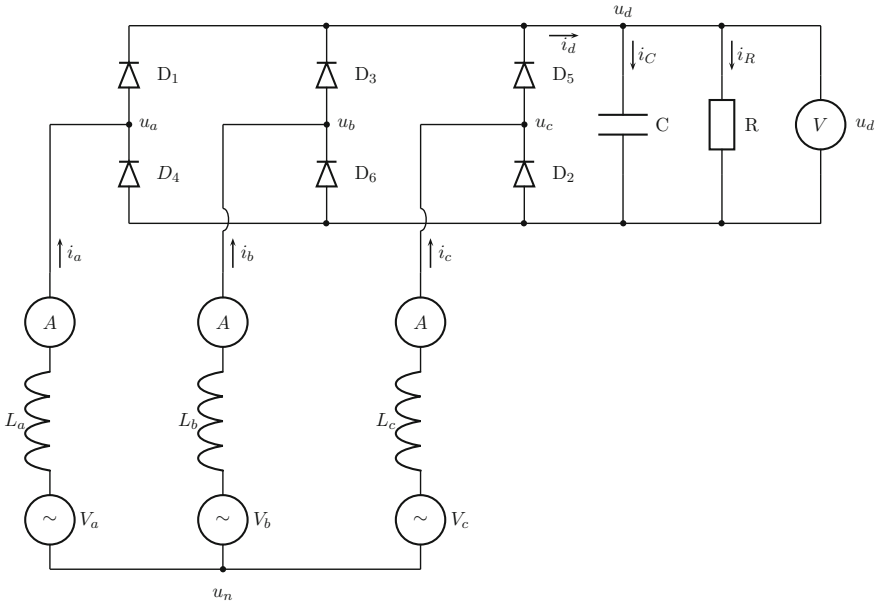 u_d
i_d
i_C
i_R
D_1
D_3
D_5
u_a
u_b
u_c
C
R
V
u_d
D_4
D_6
D_2
i_a
i_b
i_c
A
A
A
L_a
L_b
L_c
~
V_a
~
V_b
~
V_c
u_n